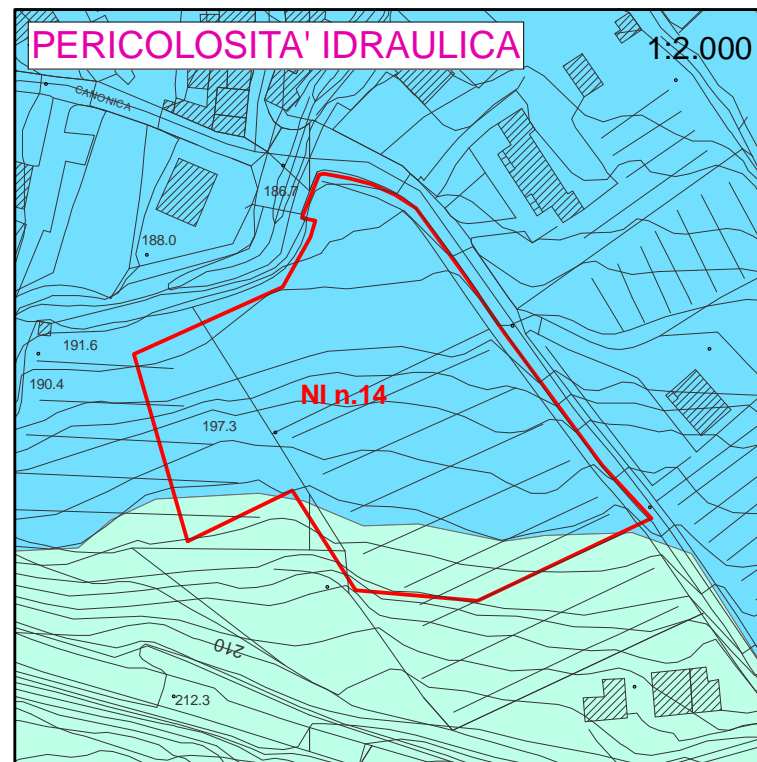 PERICOLOSITA' IDRAULICA
1:2.000
CANONICA
186.7
188.0
191.6
190.4
NI n.14
197.3
210
212.3